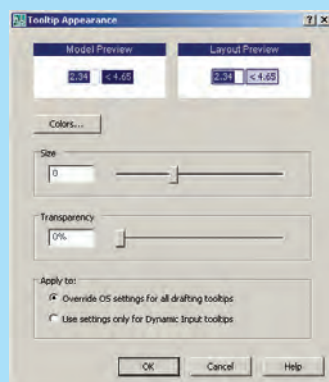 Tooltip Appearance
Model Preview
Layout Preview
2.34 < 4.65
2.34 < 4.65
Colors...
Size
0
Transparency
0%
Apply to:
Override OS settings for all drafting tooltips
Use settings only for Dynamic Input tooltips
OK Cancel Help